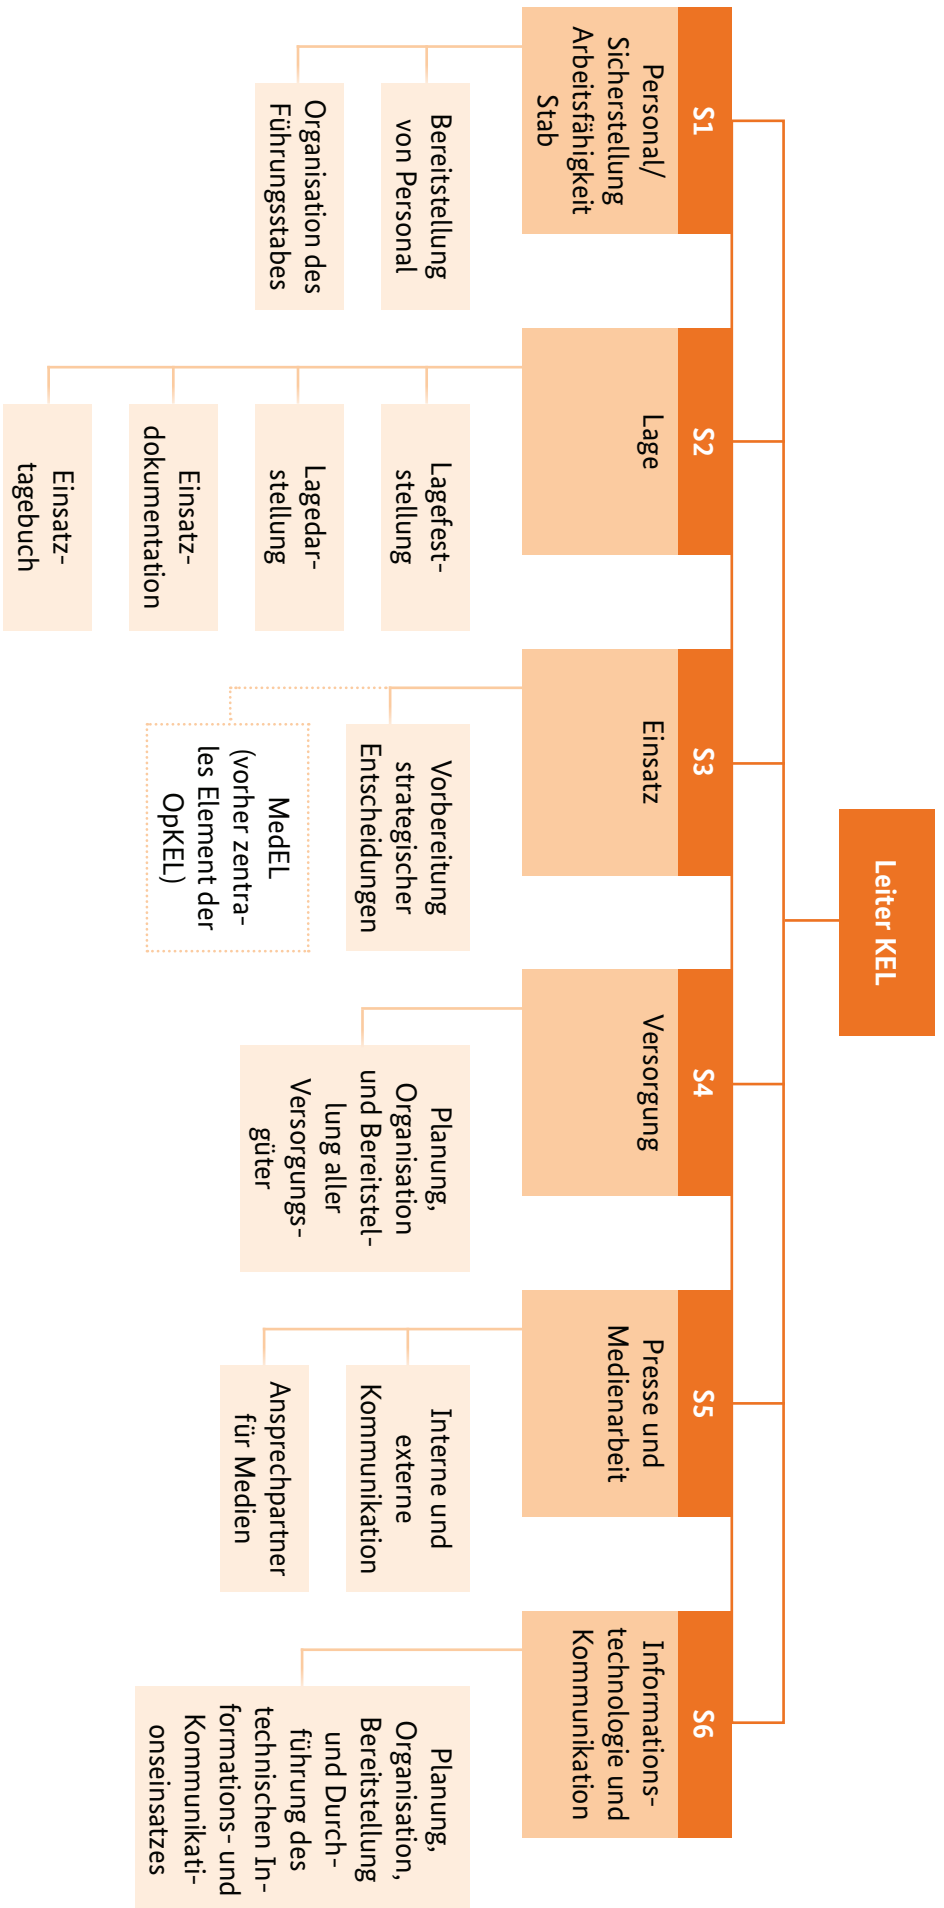 Leiter KEL
S1
Personal/
Sicherstellung
Arbeitsfähigkeit
Stab
Bereitstellung
von Personal
Organisation des
Führungsstabes
S2
Lage
Lagefest-
stellung
Lagedar-
stellung
Einsatz-
dokumentation
Einsatz-
tagebuch
S3
Einsatz
Vorbereitung
strategischer
Entscheidungen
MedEL
(vorher zentra-
les Element der
OpKEL)
S4
Versorgung
Planung,
Organisation
und Bereitstel-
lung aller
Versorgungs-
güter
S5
Presse und
Medienarbeit
Interne und
externe
Kommunikation
Ansprechpartner
für Medien
S6
Informations-
technologie und
Kommunikation
Planung,
Organisation,
Bereitstellung
und Durch-
führung des
technischen In-
formations- und
Kommunikati-
onseinsatzes